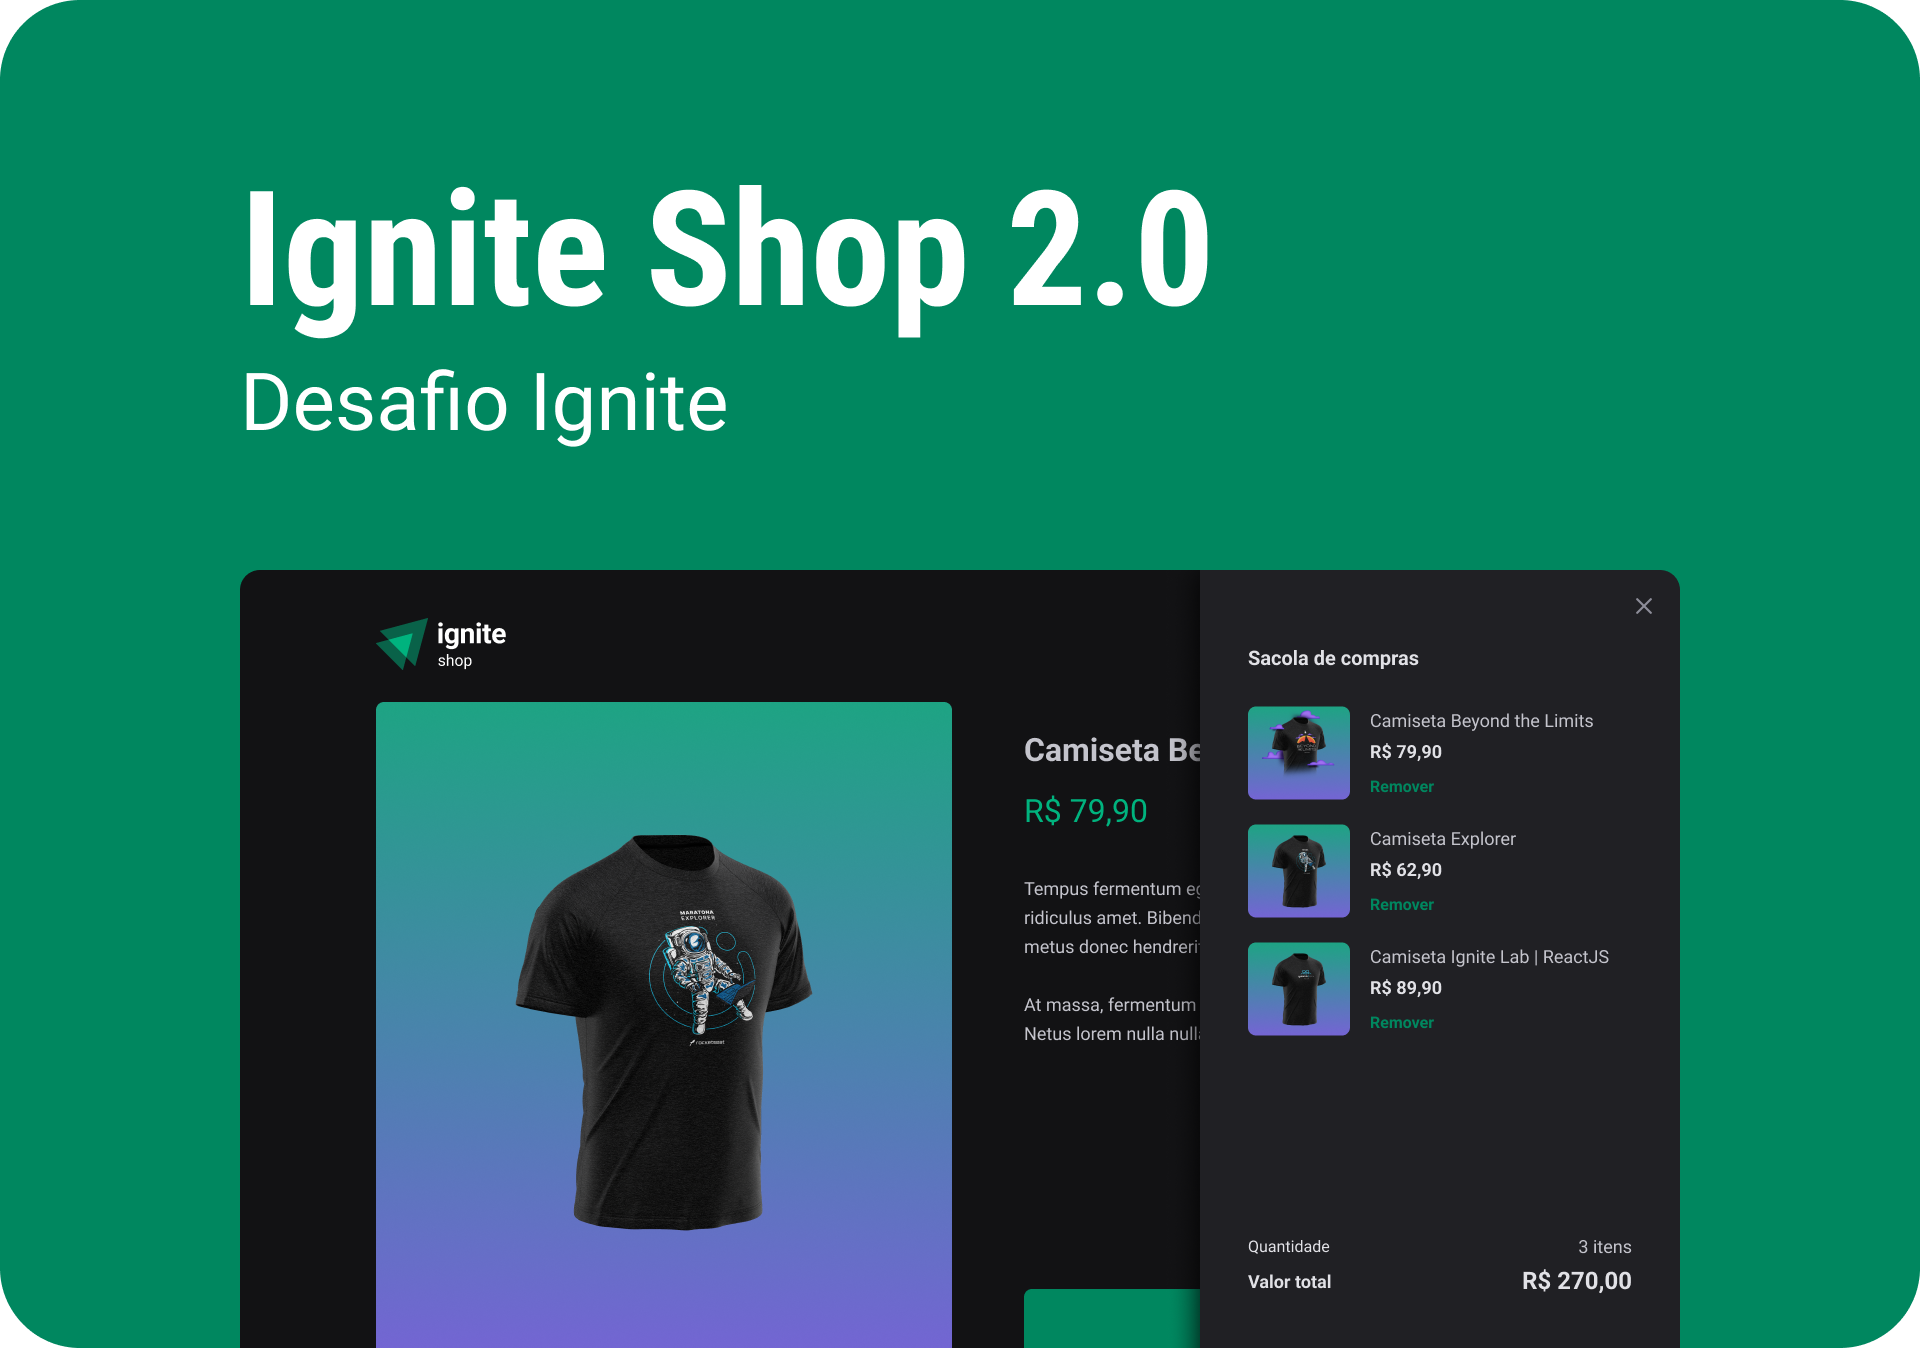 Ignite Shop 2.0
Desafio Ignite
ignite
shop
Camiseta Be
R$ 79,90
Tempus fermentum eg
ridiculus amet. Bibend
metus donec hendrerit
At massa, fermentum
Netus lorem nulla nulla
MARATONA
EXPLORER
rocketseat
Sacola de compras
Camiseta Beyond the Limits
R$ 79,90
Remover
Camiseta Explorer
R$ 62,90
Remover
Camiseta Ignite Lab | ReactJS
R$ 89,90
Remover
Quantidade 3 itens
Valor total R$ 270,00